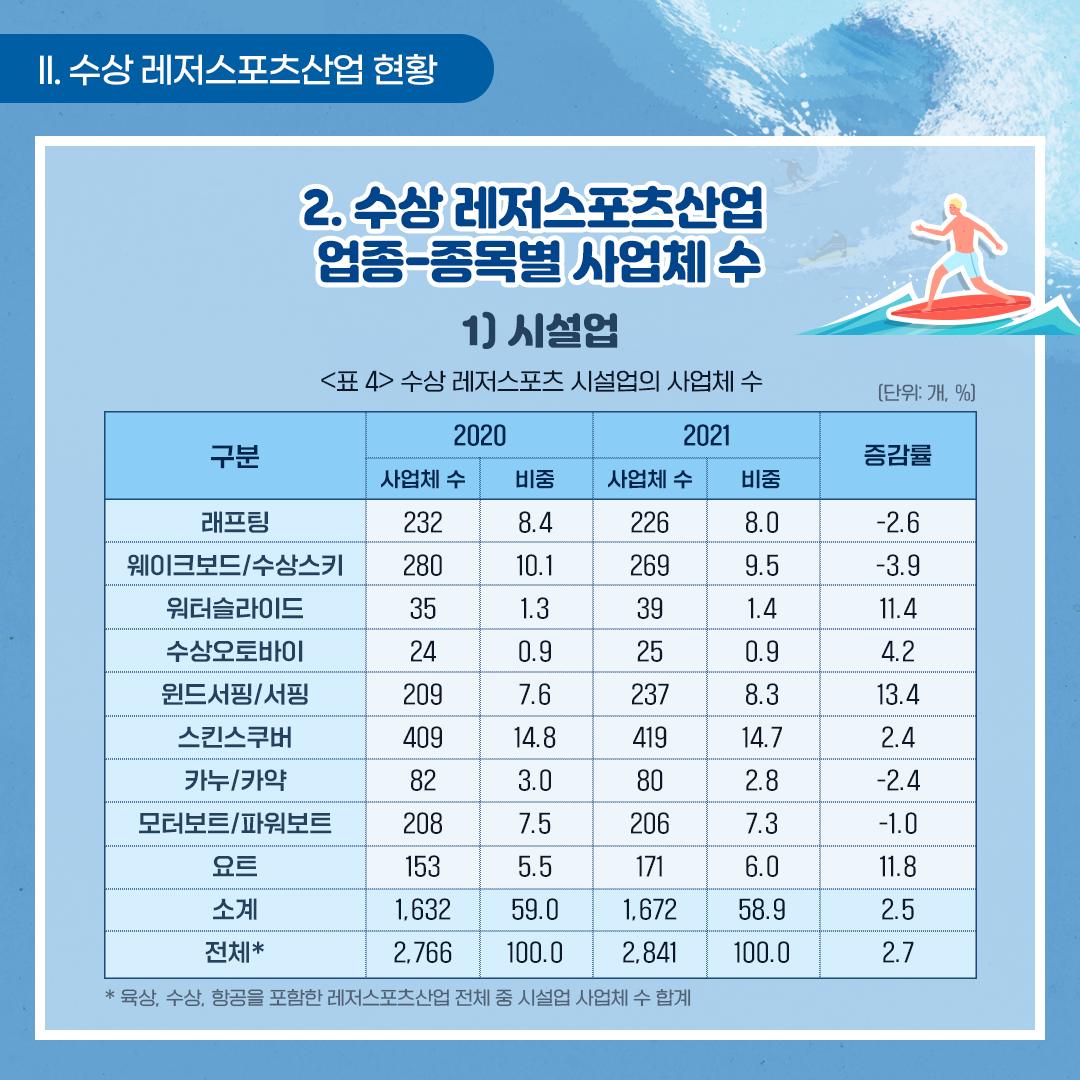 II. 수상 레저스포츠산업 현황
2. 수상 레저스포츠산업
업종-종목별 사업체 수
1) 시설업
<표 4> 수상 레저스포츠 시설업의 사업체 수
(단위: 개, %)
구분 2020 2021 증감률
사업체 수 비중 사업체 수 비중
래프팅 232 8.4 226 8.0 -2.6
웨이크보드/수상스키 280 10.1 269 9.5 -3.9
워터슬라이드 35 1.3 39 1.4 11.4
수상오토바이 24 0.9 25 0.9 4.2
윈드서핑/서핑 209 7.6 237 8.3 13.4
스킨스쿠버 409 14.8 419 14.7 2.4
카누/카약 82 3.0 80 2.8 -2.4
모터보트/파워보트 208 7.5 206 7.3 -1.0
요트 153 5.5 171 6.0 11.8
소계 1,632 59.0 1,672 58.9 2.5
전체* 2,766 100.0 2,841 100.0 2.7
* 육상, 수상, 항공을 포함한 레저스포츠산업 전체 중 시설업 사업체 수 합계